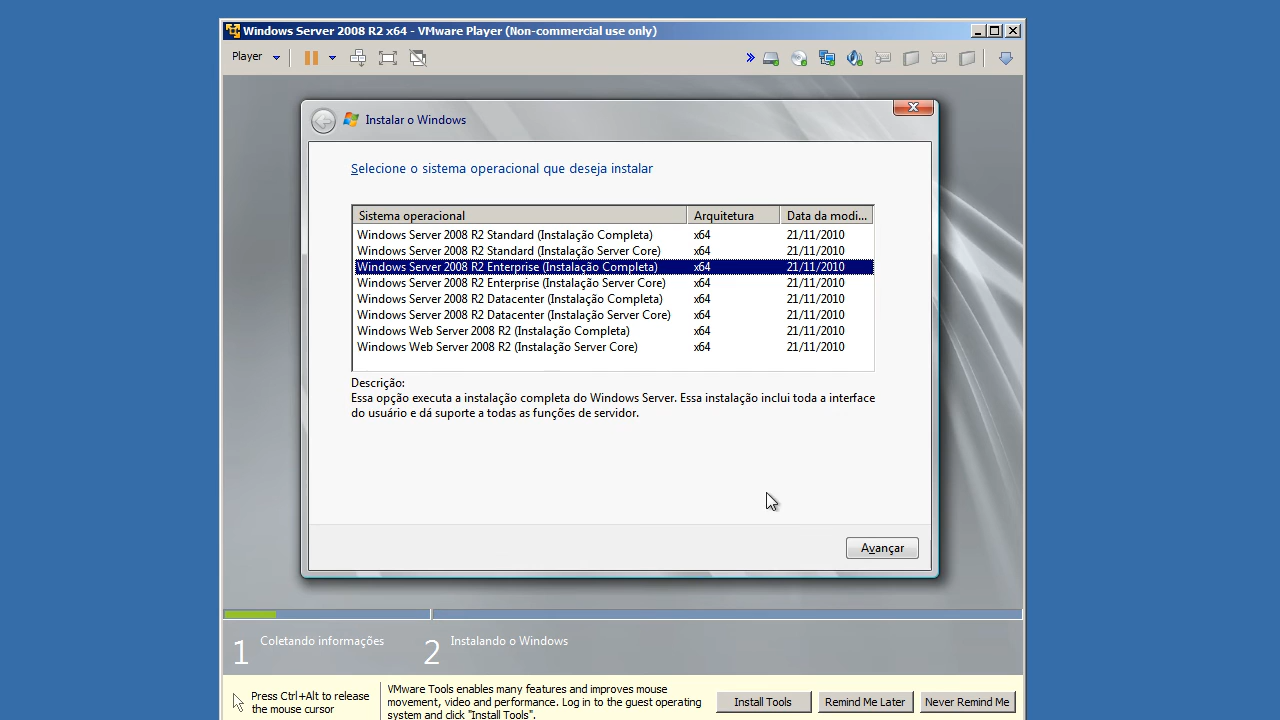 Windows Server 2008 R2 x64 - VMware Player (Non-commercial use only)
Player
Instalar o Windows
Selecione o sistema operacional que deseja instalar
Sistema operacional Arquitetura Data da modi...
Windows Server 2008 R2 Standard (Instalação Completa) x64 21/11/2010
Windows Server 2008 R2 Standard (Instalação Server Core) x64 21/11/2010
Windows Server 2008 R2 Enterprise (Instalação Completa) x64 21/11/2010
Windows Server 2008 R2 Enterprise (Instalação Server Core) x64 21/11/2010
Windows Server 2008 R2 Datacenter (Instalação Completa) x64 21/11/2010
Windows Server 2008 R2 Datacenter (Instalação Server Core) x64 21/11/2010
Windows Web Server 2008 R2 (Instalação Completa) x64 21/11/2010
Windows Web Server 2008 R2 (Instalação Server Core) x64 21/11/2010
Descrição:
Essa opção executa a instalação completa do Windows Server. Essa instalação inclui toda a interface
do usuário e dá suporte a todas as funções de servidor.
Avançar
1 Coletando informações 2 Instalando o Windows
Press Ctrl+Alt to release
the mouse cursor
VMware Tools enables many features and improves mouse
movement, video and performance. Log in to the guest operating
system and click "Install Tools".
Install Tools Remind Me Later Never Remind Me